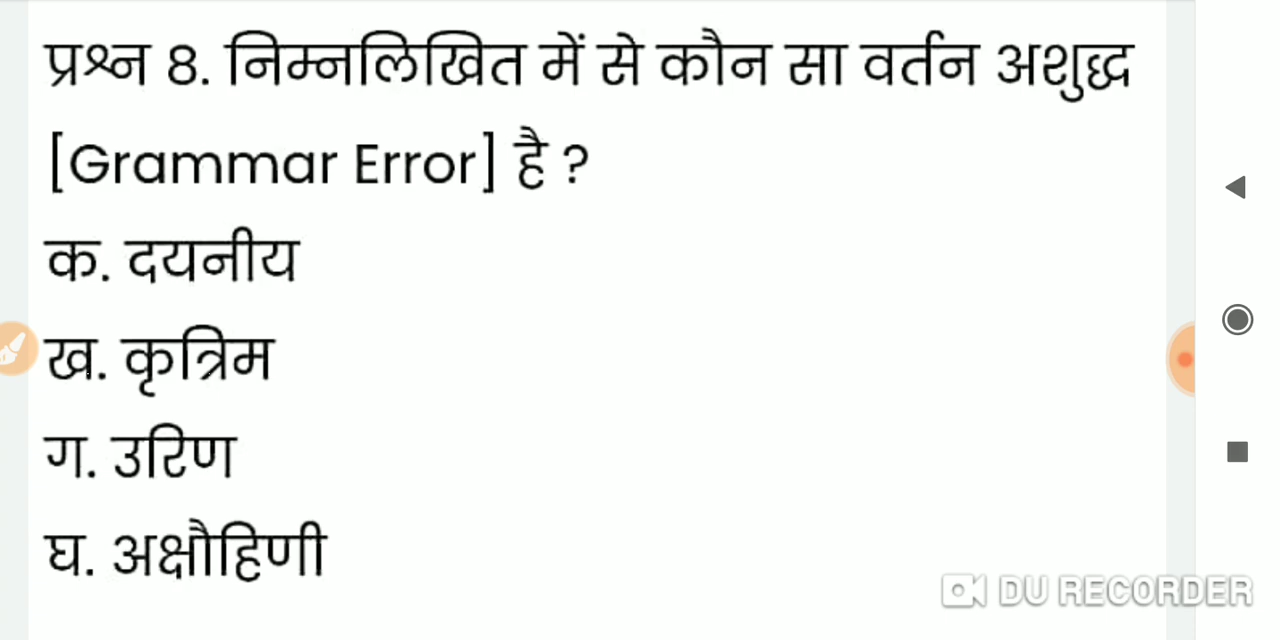 प्रश्न 8. निम्नलिखित में से कौन सा वर्तन अशुद्ध
[Grammar Error] है ?
क. दयनीय
ख. कृत्रिम
ग. उरिण
घ. अक्षौहिणी
DU RECORDER